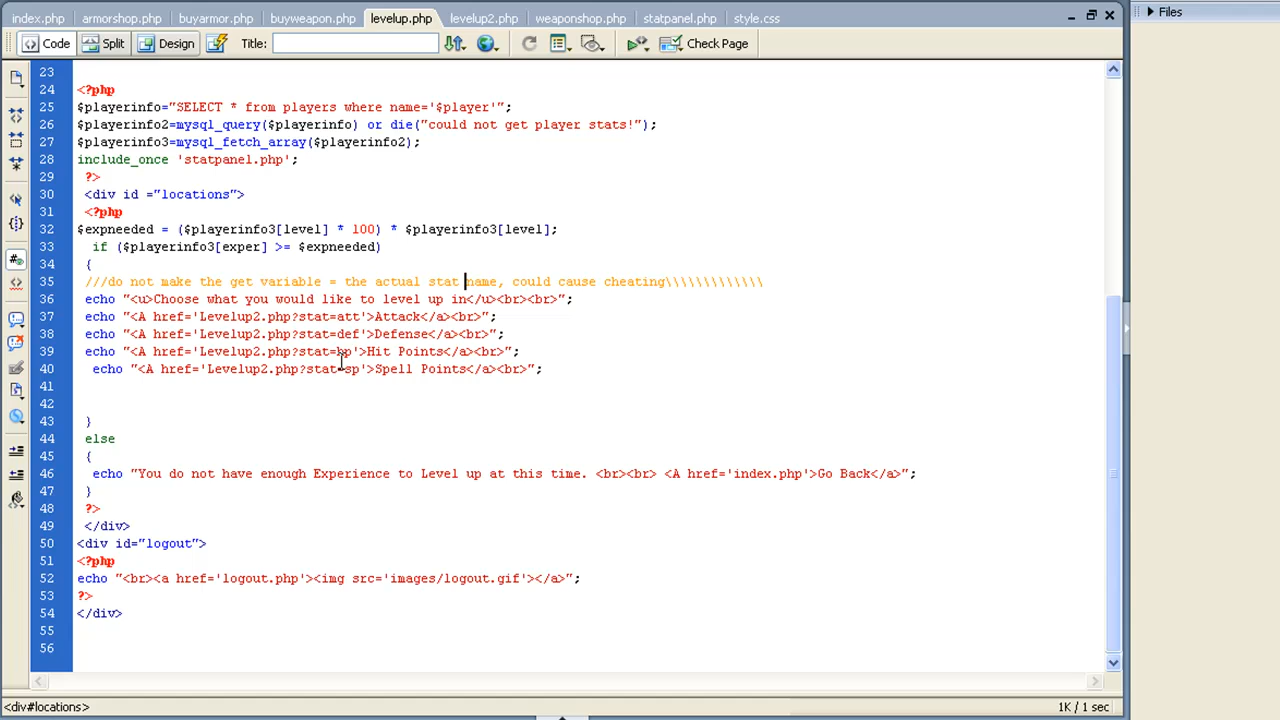 index.php armorshop.php buyarmor.php buyweapon.php levelup.php levelup2.php weaponshop.php statpanel.php style.css
Files
Code Split Design Title: Check Page
23
24 <?php
25 $playerinfo="SELECT * from players where name='$player'";
26 $playerinfo2=mysql_query($playerinfo) or die("could not get player stats!");
27 $playerinfo3=mysql_fetch_array($playerinfo2);
28 include_once 'statpanel.php';
29 ?>
30 <div id ="locations">
31 <?php
32 $expneeded = ($playerinfo3[level] * 100) * $playerinfo3[level];
33 if ($playerinfo3[exper] >= $expneeded)
34 {
35 ///do not make the get variable = the actual stat name, could cause cheating\\\\\\\\\\\\\
36 echo "<u>Choose what you would like to level up in</u><br><br>";
37 echo "<A href='Levelup2.php?stat=att'>Attack</a><br>";
38 echo "<A href='Levelup2.php?stat=def'>Defense</a><br>";
39 echo "<A href='Levelup2.php?stat=hp'>Hit Points</a><br>";
40 echo "<A href='Levelup2.php?stat=sp'>Spell Points</a><br>";
41
42
43 }
44 else
45 {
46 echo "You do not have enough Experience to Level up at this time. <br><br> <A href='index.php'>Go Back</a>";
47 }
48 ?>
49 </div>
50 <div id="logout">
51 <?php
52 echo "<br><a href='logout.php'><img src='images/logout.gif'></a>";
53 ?>
54 </div>
55
56
<div#locations> 1K / 1 sec